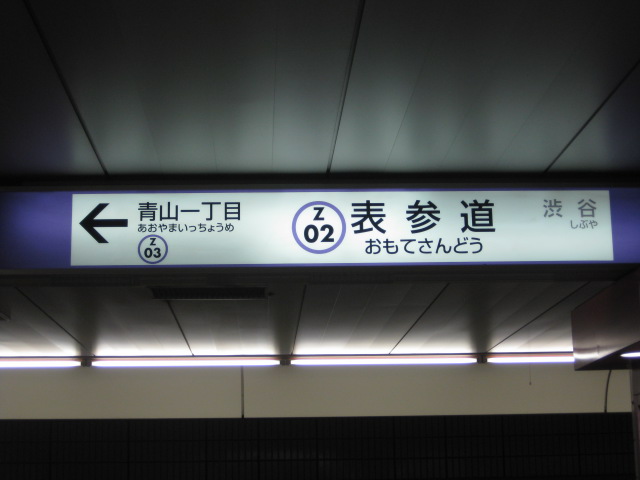 青山一丁目
あおやまいっちょうめ
Z
03
Z
02
表参道
おもてさんどう
渋谷
しぶや